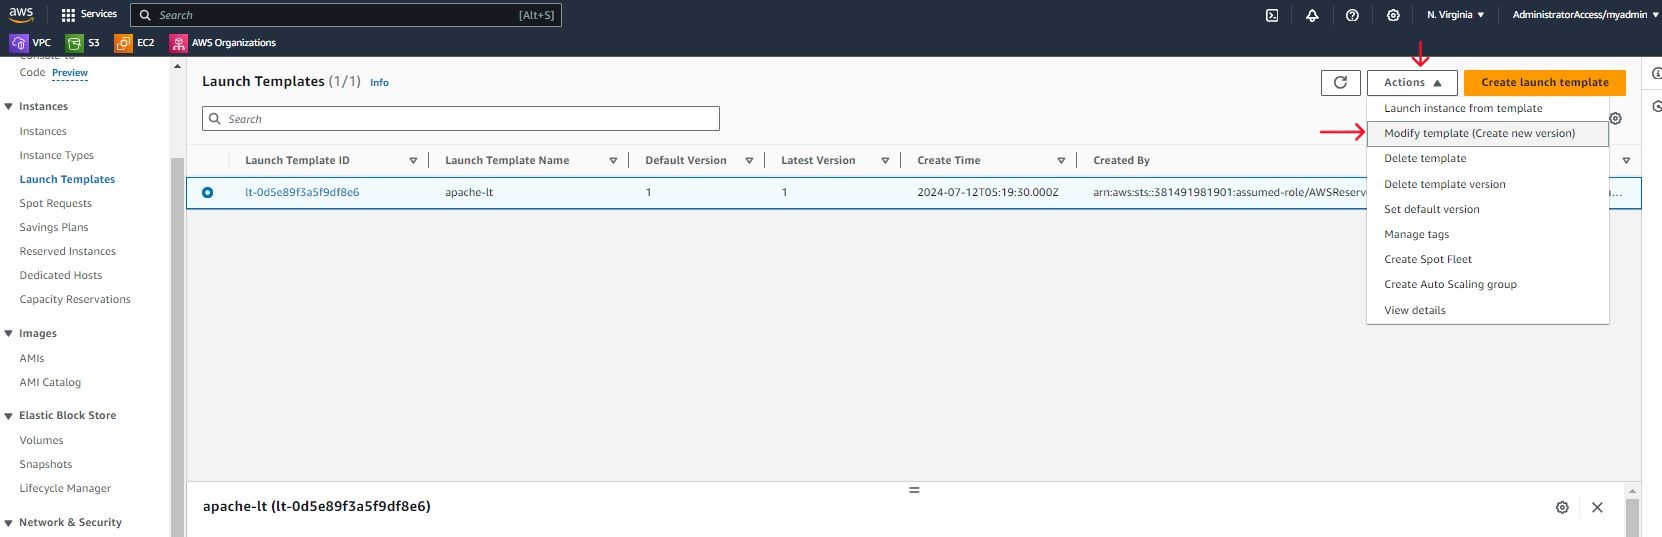 aws Services Search [Alt+S] N. Virginia AdministratorAccess/myadmin
VPC S3 EC2 AWS Organizations
Console-to-
Code Preview
Instances
Instances
Instance Types
Launch Templates
Spot Requests
Savings Plans
Reserved Instances
Dedicated Hosts
Capacity Reservations
Images
AMIs
AMI Catalog
Elastic Block Store
Volumes
Snapshots
Lifecycle Manager
Network & Security
Launch Templates (1/1) Info
Actions
Create launch template
Search
Launch instance from template
Modify template (Create new version)
Delete template
Delete template version
Set default version
Manage tags
Create Spot Fleet
Create Auto Scaling group
View details
Launch Template ID Launch Template Name Default Version Latest Version Create Time Created By
lt-0d5e89f3a5f9df8e6 apache-lt 1 1 2024-07-12T05:19:30.000Z arn:aws:sts::381491981901:assumed-role/AWSReserv a...
apache-lt (lt-0d5e89f3a5f9df8e6)